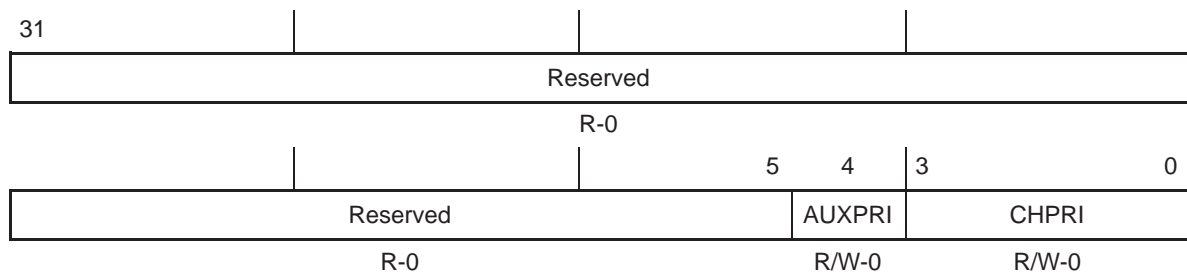 31
Reserved
R-0
5 4 3 0
Reserved AUXPRI CHPRI
R-0 R/W-0 R/W-0